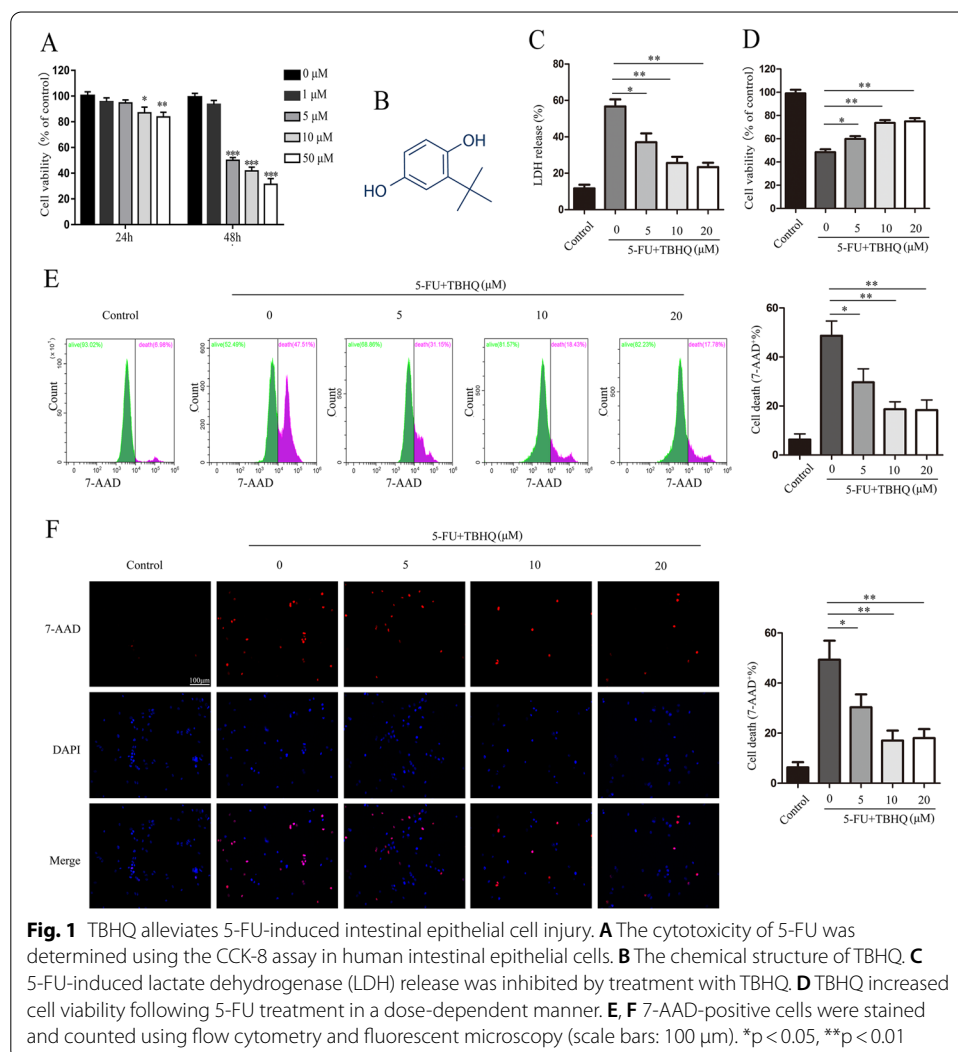 A
Cell viability (% of control)
120
100
80
60
40
20
0
* **
*** *** ***
24h 48h
0 μM
1 μM
5 μM
10 μM
50 μM
B
OH
HO
C
LDH release (%)
80
60
40
20
0
**
**
*
Control 0 5 10 20
5-FU+TBHQ (μM)
D
Cell viability (% of control)
120
100
80
60
40
20
0
**
**
*
Control 0 5 10 20
5-FU+TBHQ (μM)
E
5-FU+TBHQ (μM)
Control 0 5 10 20
Count Count Count Count Count
7-AAD 7-AAD 7-AAD 7-AAD 7-AAD
Cell death (7-AAD⁺%)
60
40
20
0
**
**
*
Control 0 5 10 20
5-FU+TBHQ (μM)
F
5-FU+TBHQ (μM)
Control 0 5 10 20
7-AAD
100μm
DAPI
Merge
Cell death (7-AAD⁺%)
60
40
20
0
**
**
*
Control 0 5 10 20
5-FU+TBHQ (μM)
Fig. 1 TBHQ alleviates 5-FU-induced intestinal epithelial cell injury. A The cytotoxicity of 5-FU was
determined using the CCK-8 assay in human intestinal epithelial cells. B The chemical structure of TBHQ. C
5-FU-induced lactate dehydrogenase (LDH) release was inhibited by treatment with TBHQ. D TBHQ increased
cell viability following 5-FU treatment in a dose-dependent manner. E, F 7-AAD-positive cells were stained
and counted using flow cytometry and fluorescent microscopy (scale bars: 100 μm). *p < 0.05, **p < 0.01